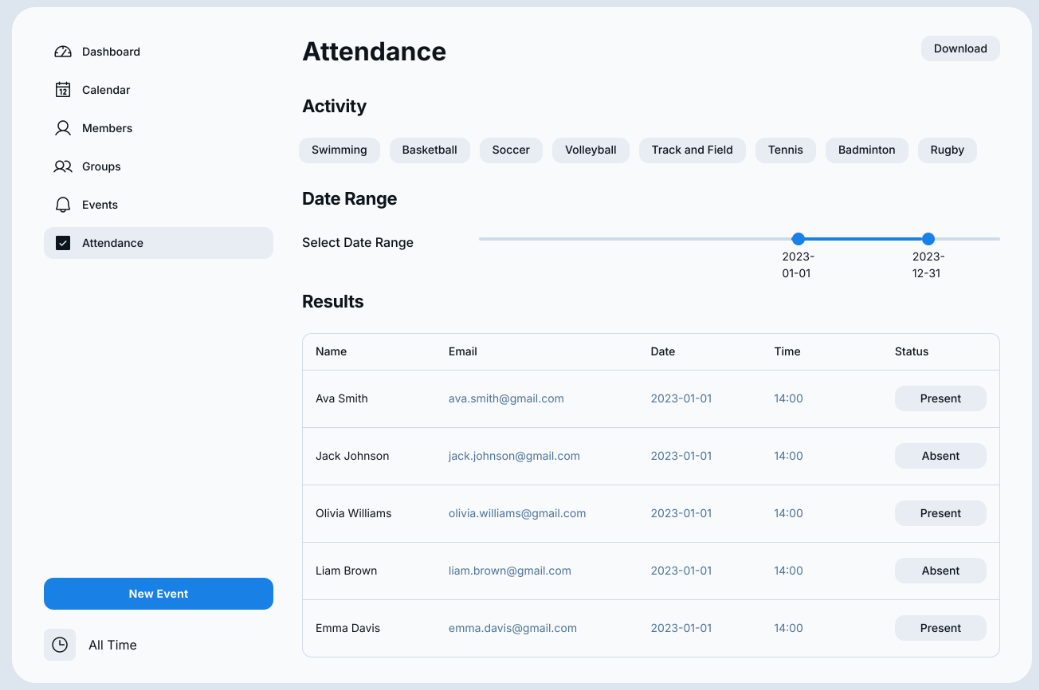 Dashboard
Calendar
12
Members
Groups
Events
Attendance
New Event
All Time
Attendance
Download
Activity
Swimming Basketball Soccer Volleyball Track and Field Tennis Badminton Rugby
Date Range
Select Date Range
2023-
01-01
2023-
12-31
Results
Name Email Date Time Status
Ava Smith ava.smith@gmail.com 2023-01-01 14:00 Present
Jack Johnson jack.johnson@gmail.com 2023-01-01 14:00 Absent
Olivia Williams olivia.williams@gmail.com 2023-01-01 14:00 Present
Liam Brown liam.brown@gmail.com 2023-01-01 14:00 Absent
Emma Davis emma.davis@gmail.com 2023-01-01 14:00 Present